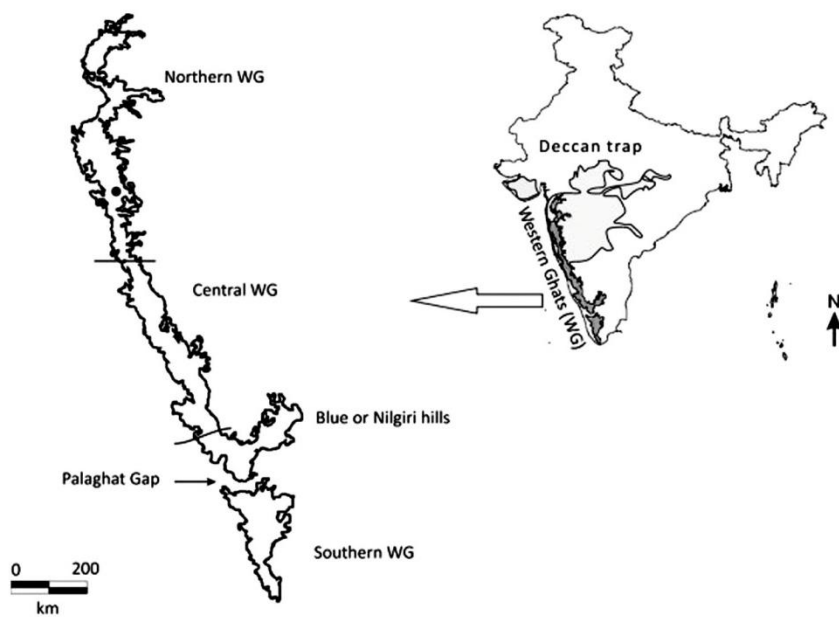 Northern WG
Central WG
Blue or Nilgiri hills
Palaghat Gap
Southern WG
0 200
km
Deccan trap
Western Ghats (WG)
N